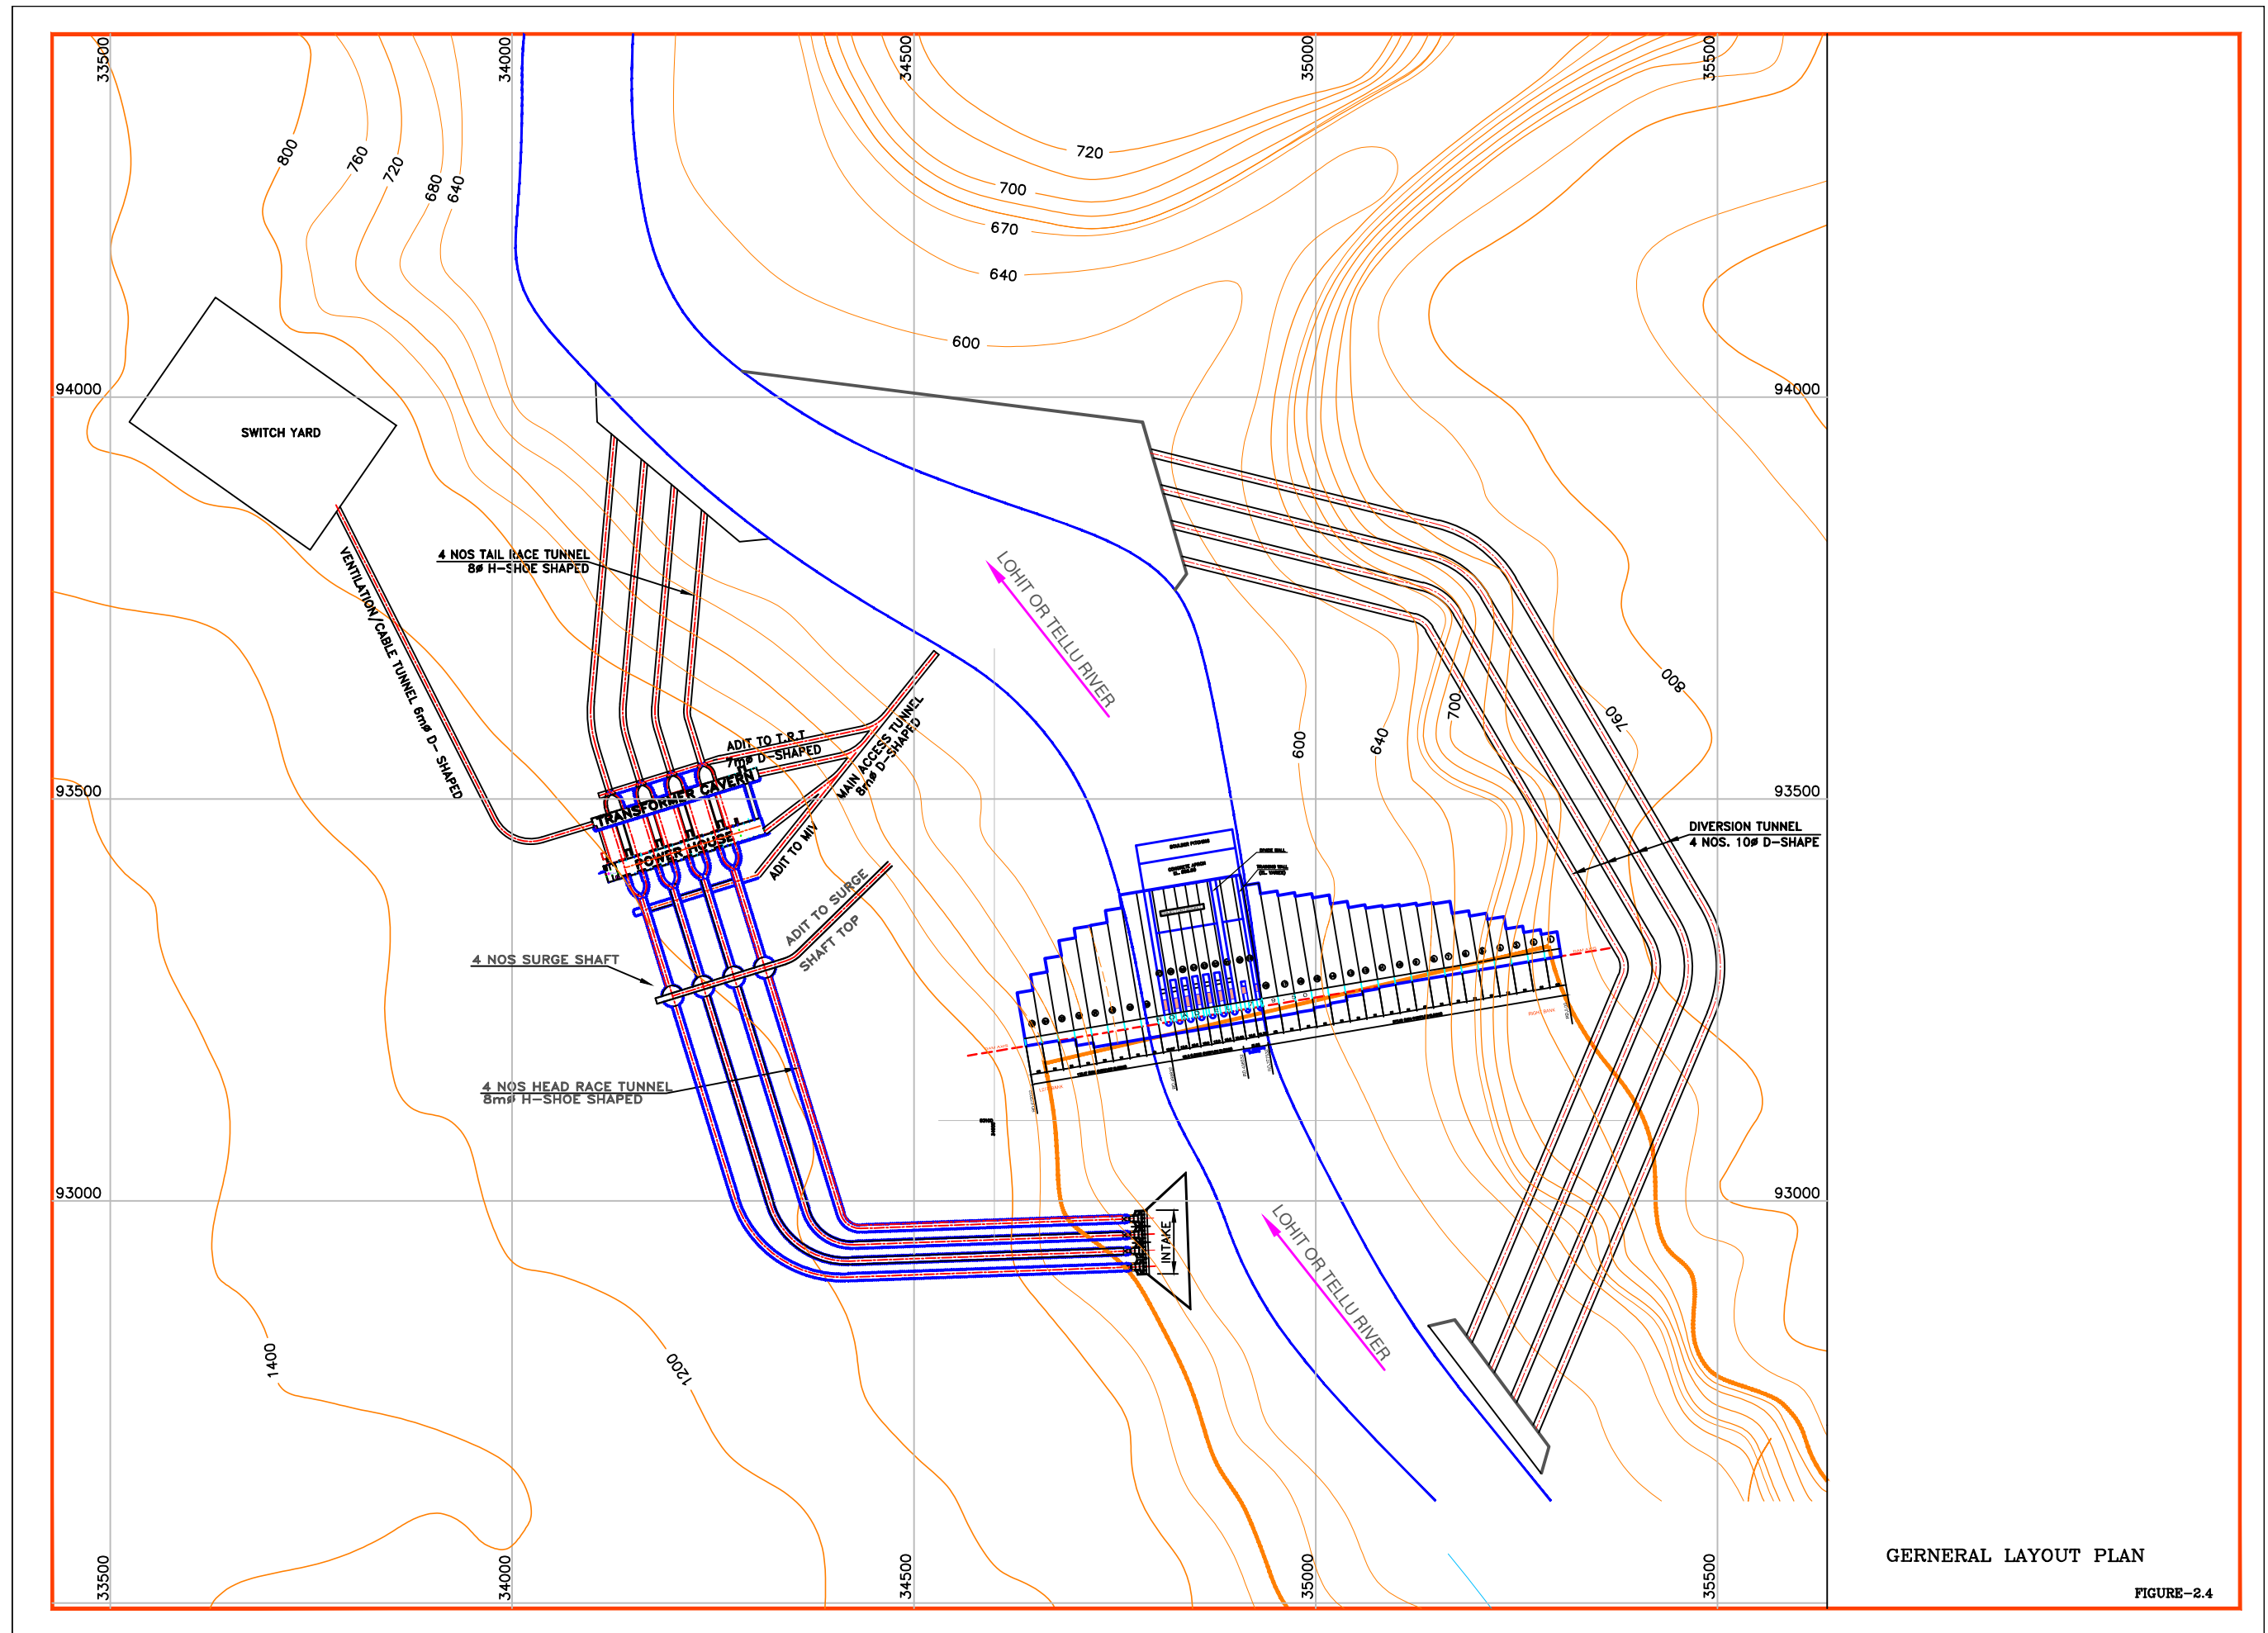 33500
34000
34500
35000
35500
800
760
720
680
640
720
700
670
640
600
94000
94000
SWITCH YARD
4 NOS TAIL RACE TUNNEL
8ø H-SHOE SHAPED
VENTILATION/CABLE TUNNEL 6mø D- SHAPED
LOHIT OR TELLU RIVER
800
760
700
640
600
ADIT TO T.R.T
7mø D-SHAPED
MAIN ACCESS TUNNEL
8mø D-SHAPED
93500
93500
TRANSFORMER CAVERN
POWER HOUSE
ADIT TO MIV
DIVERSION TUNNEL
4 NOS. 10ø D-SHAPE
ADIT TO SURGE
SHAFT TOP
4 NOS SURGE SHAFT
4 NOS HEAD RACE TUNNEL
8mø H-SHOE SHAPED
93000
93000
INTAKE
LOHIT OR TELLU RIVER
1400
1200
33500
34000
34500
35000
35500
GERNERAL LAYOUT PLAN
FIGURE-2.4